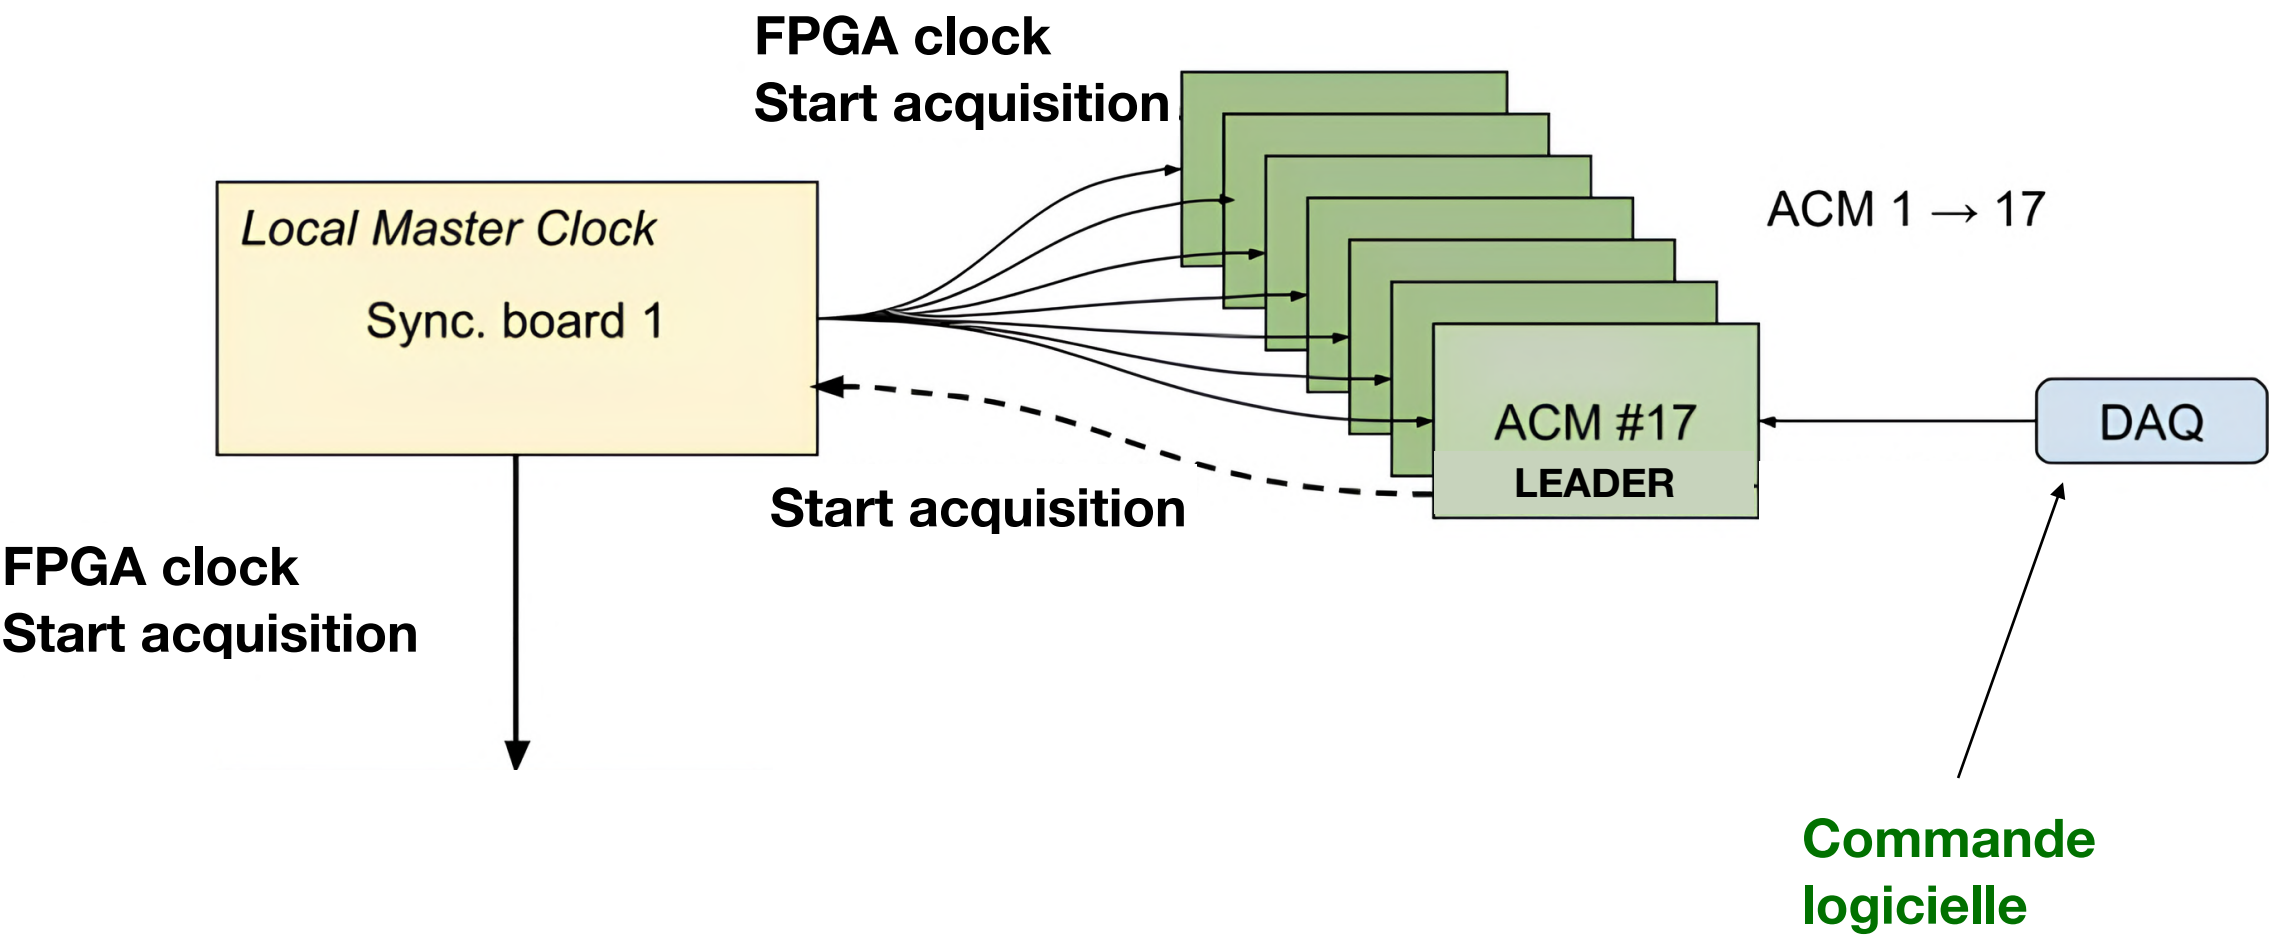 FPGA clock
Start acquisition
Local Master Clock
Sync. board 1
ACM 1 → 17
ACM #17
LEADER
DAQ
Start acquisition
FPGA clock
Start acquisition
Commande
logicielle